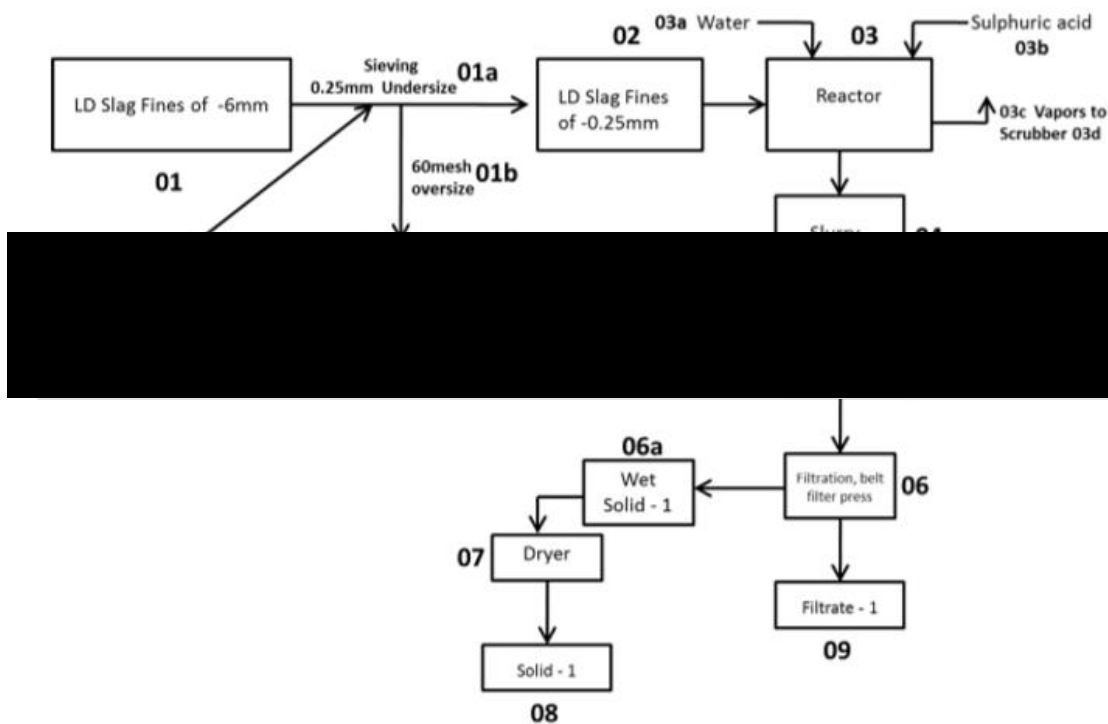 03a Water
02
03
Sulphuric acid
03b
Sieving
0.25mm Undersize
01a
LD Slag Fines of -6mm
LD Slag Fines
of -0.25mm
Reactor
03c Vapors to
Scrubber 03d
01
60mesh
oversize
01b
06a
Wet
Solid - 1
Filtration, belt
filter press
06
07
Dryer
Filtrate - 1
09
Solid - 1
08